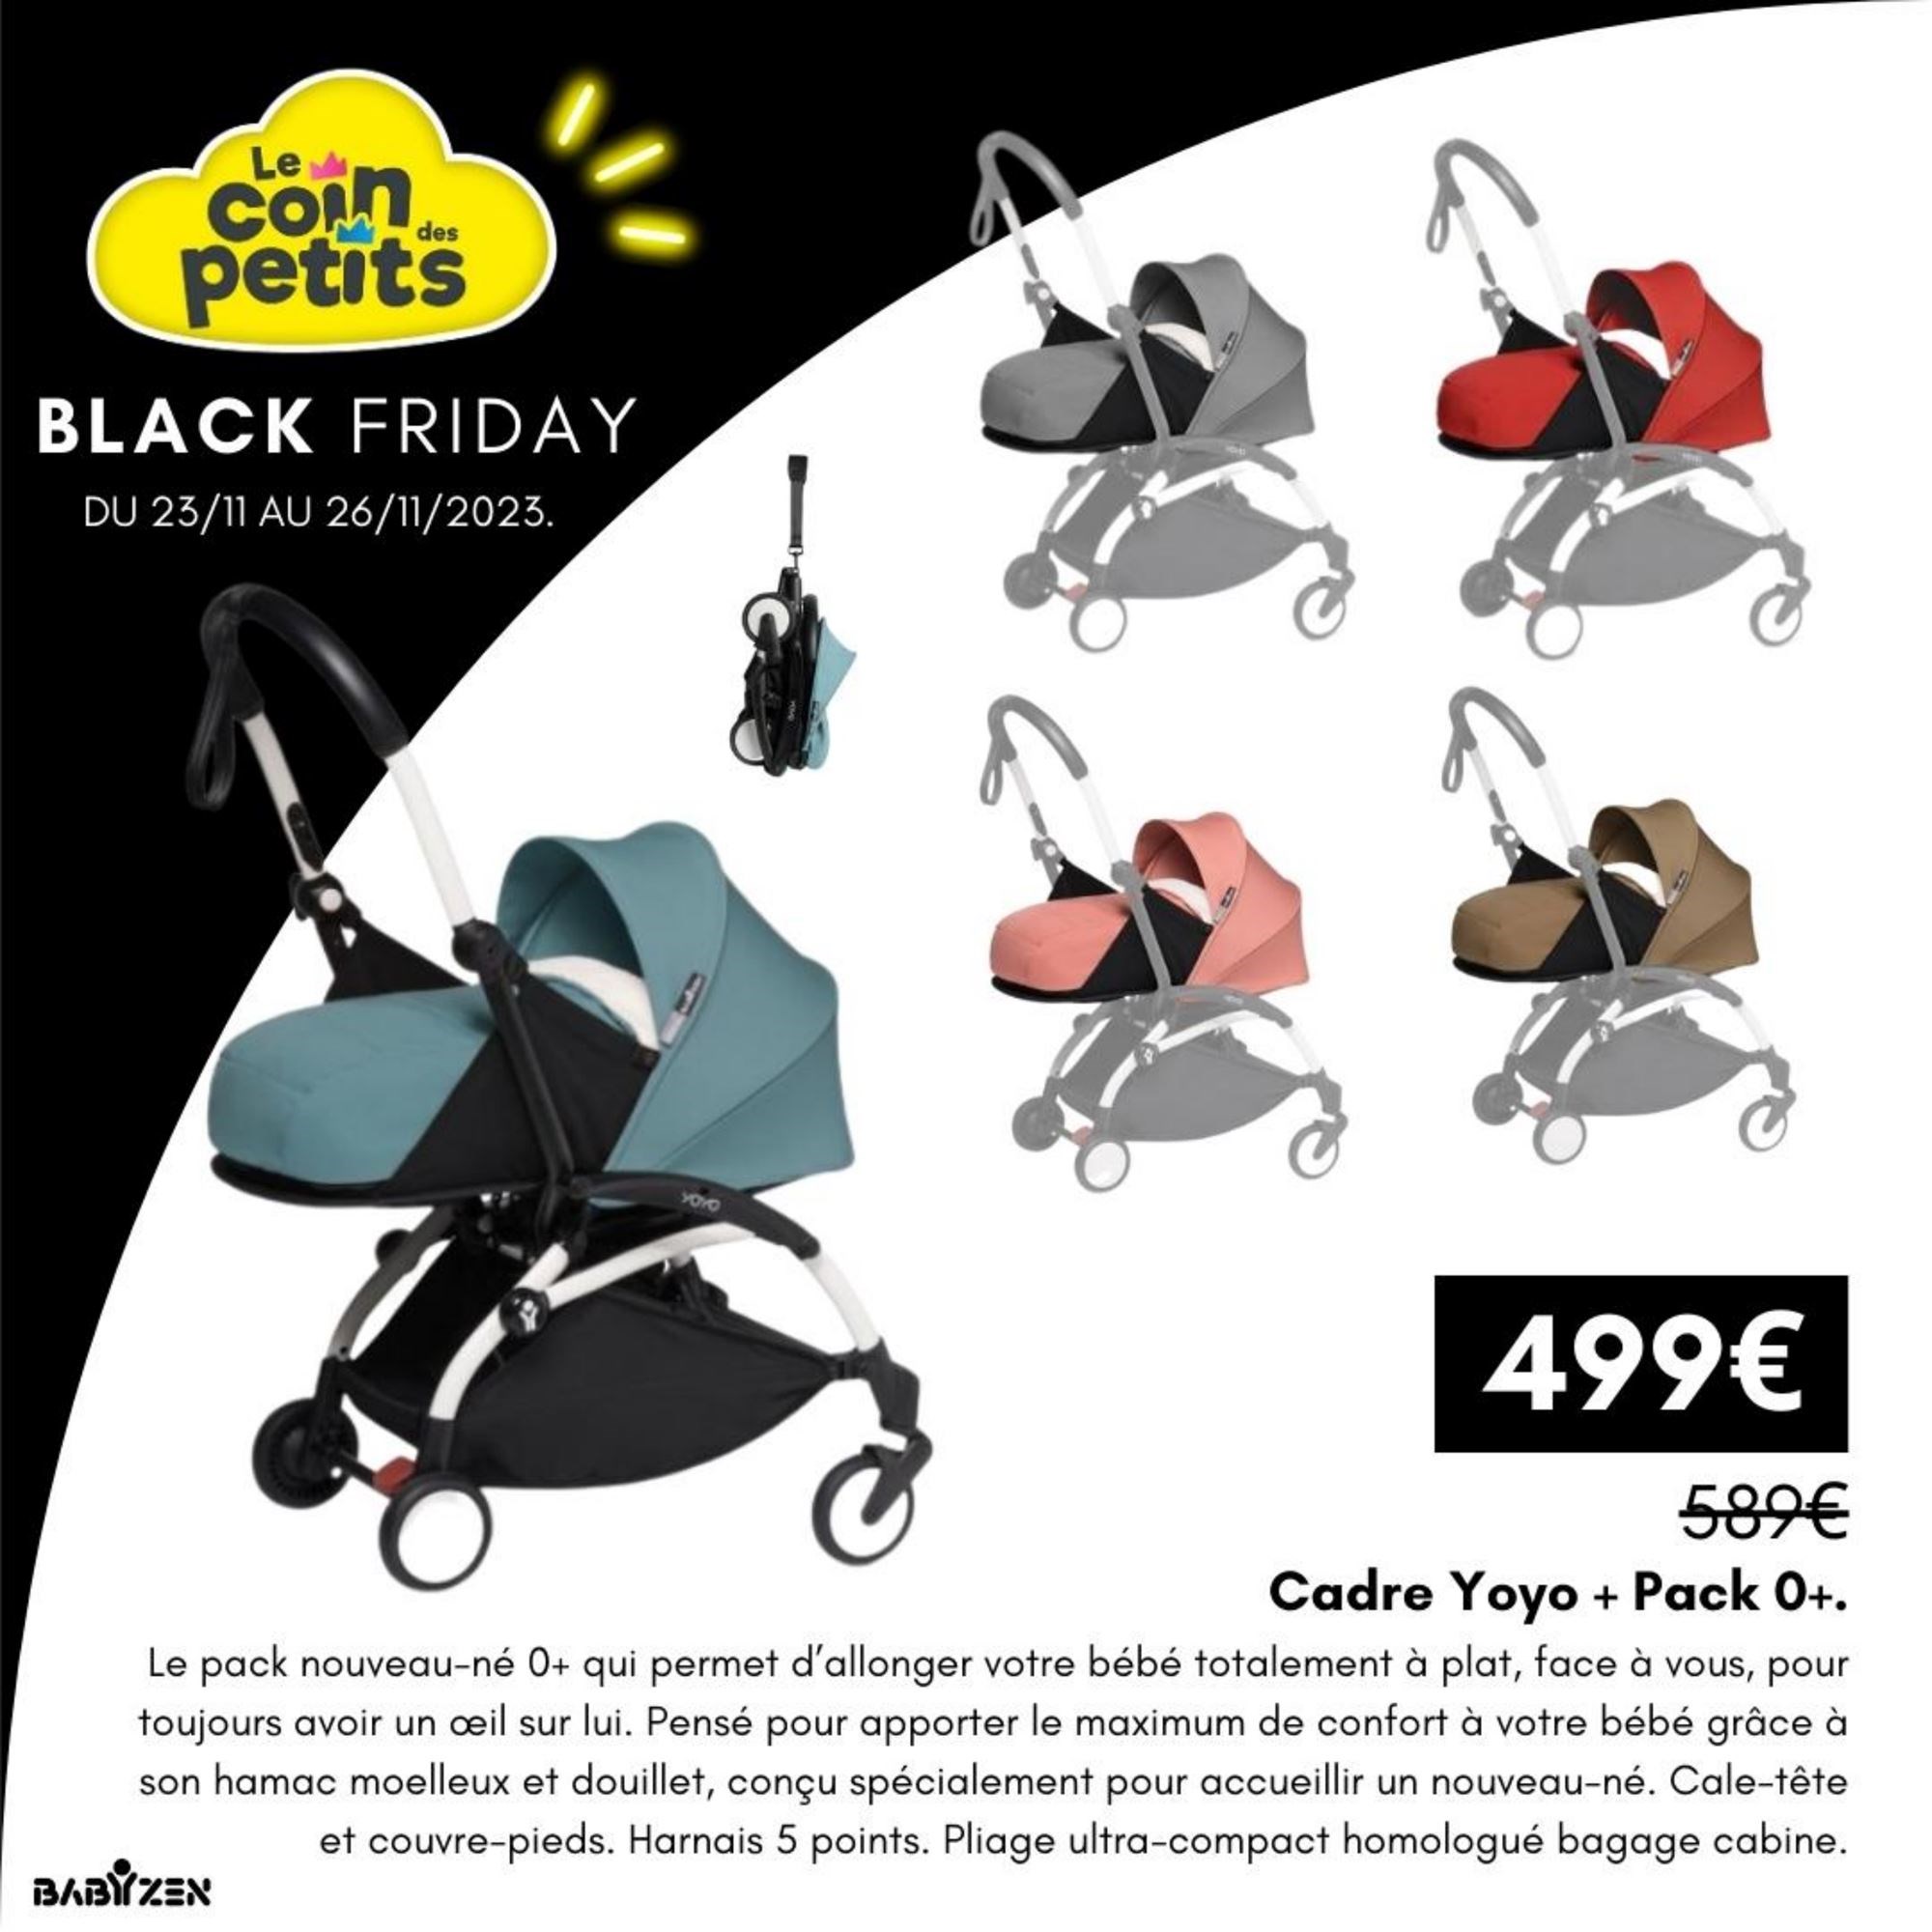 Le
coin
des
petits
BLACK FRIDAY
DU 23/11 AU 26/11/2023.
YOYO
499€
589€
Cadre Yoyo + Pack 0+.
Le pack nouveau-né 0+ qui permet d'allonger votre bébé totalement à plat, face à vous, pour
toujours avoir un œil sur lui. Pensé pour apporter le maximum de confort à votre bébé grâce à
son hamac moelleux et douillet, conçu spécialement pour accueillir un nouveau-né. Cale-tête
et couvre-pieds. Harnais 5 points. Pliage ultra-compact homologué bagage cabine.
BABYZEN